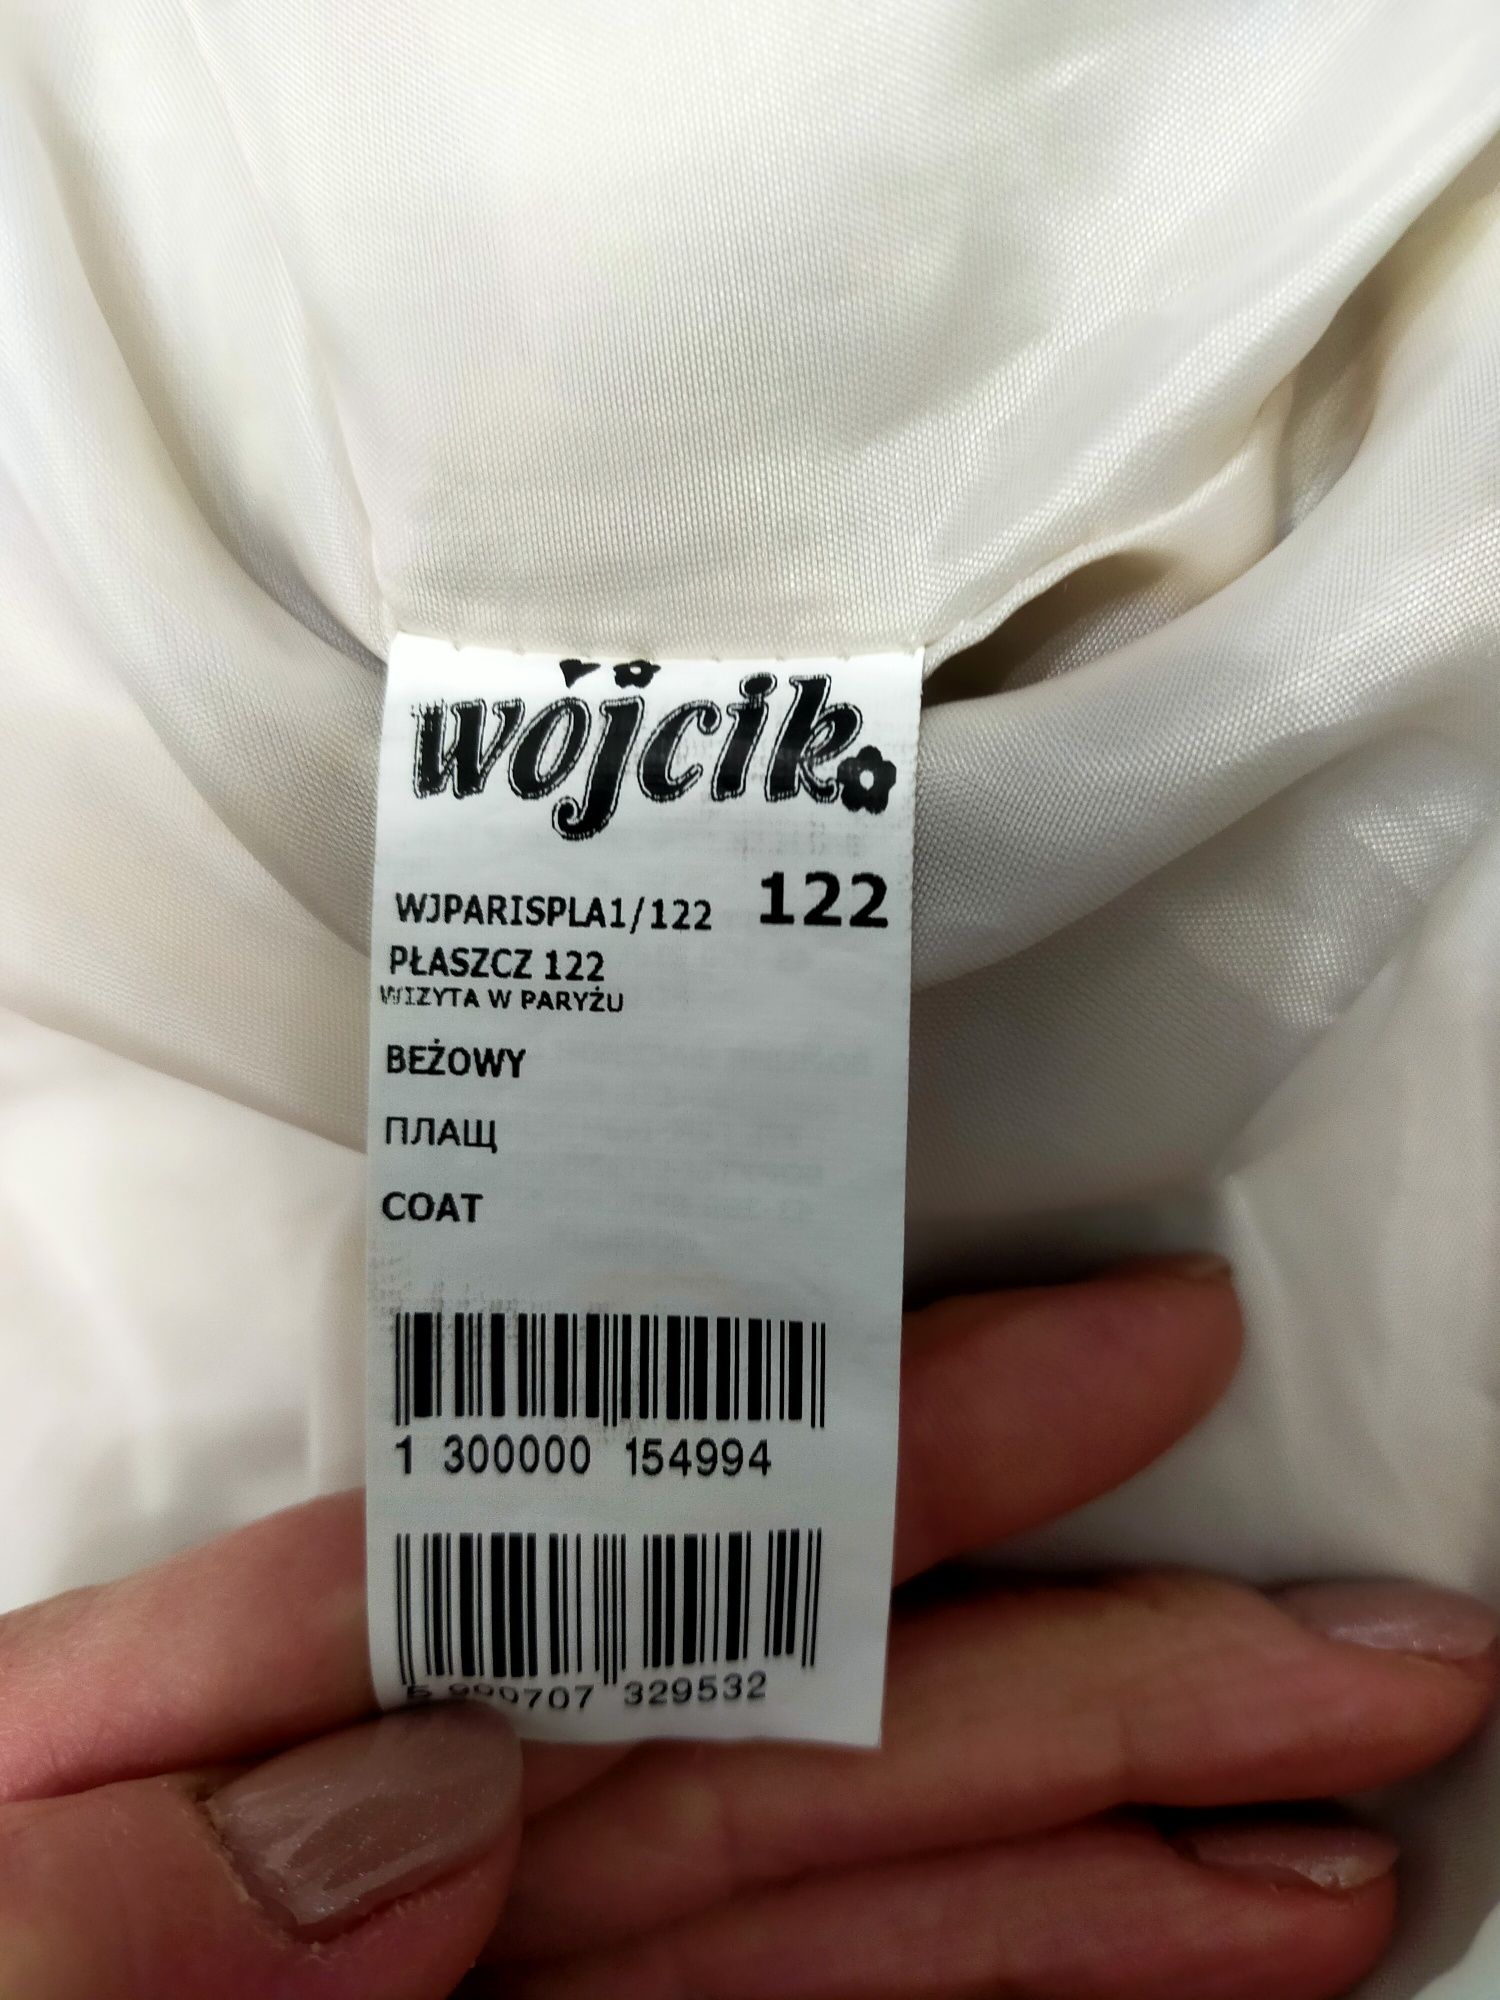 wójcik
WJPARISPLA1/122 122
PŁASZCZ 122
WIZYTA W PARYŻU
BEŻOWY
ПЛАЩ
COAT
1 300000 154994
329532